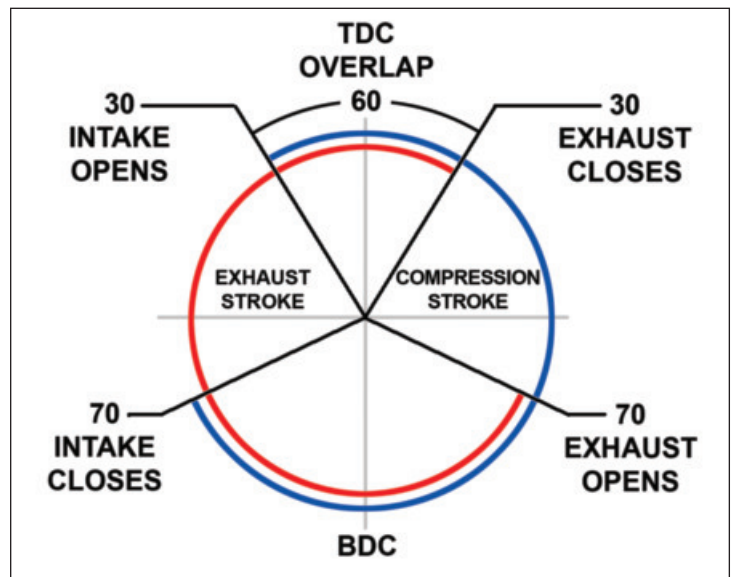 TDC
OVERLAP
60
30
INTAKE
OPENS
30
EXHAUST
CLOSES
EXHAUST
STROKE
COMPRESSION
STROKE
70
INTAKE
CLOSES
70
EXHAUST
OPENS
BDC